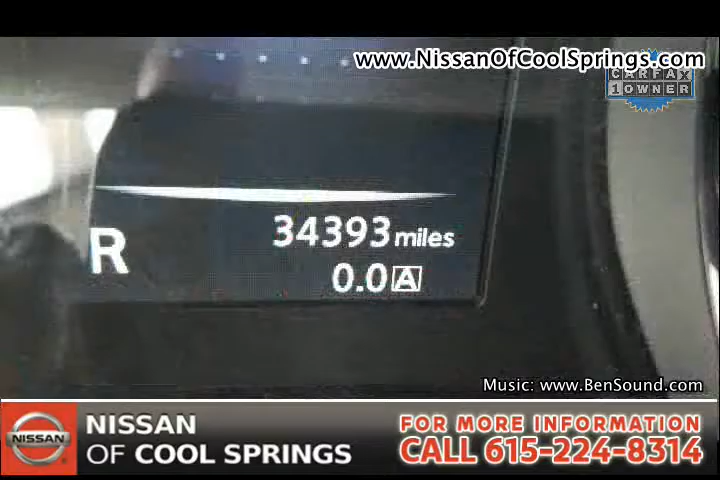 www.NissanOfCoolSprings.com
CARFAX
1 OWNER
34393 miles
R
0.0 A
Music: www.BenSound.com
NISSAN
NISSAN
OF COOL SPRINGS
FOR MORE INFORMATION
CALL 615-224-8314